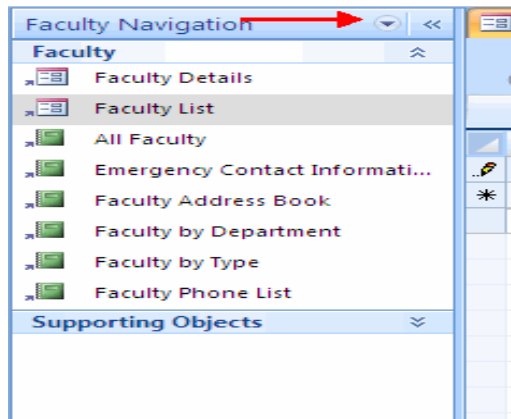 Faculty Navigation
Faculty
Faculty Details
Faculty List
All Faculty
Emergency Contact Informati...
Faculty Address Book
Faculty by Department
Faculty by Type
Faculty Phone List
Supporting Objects